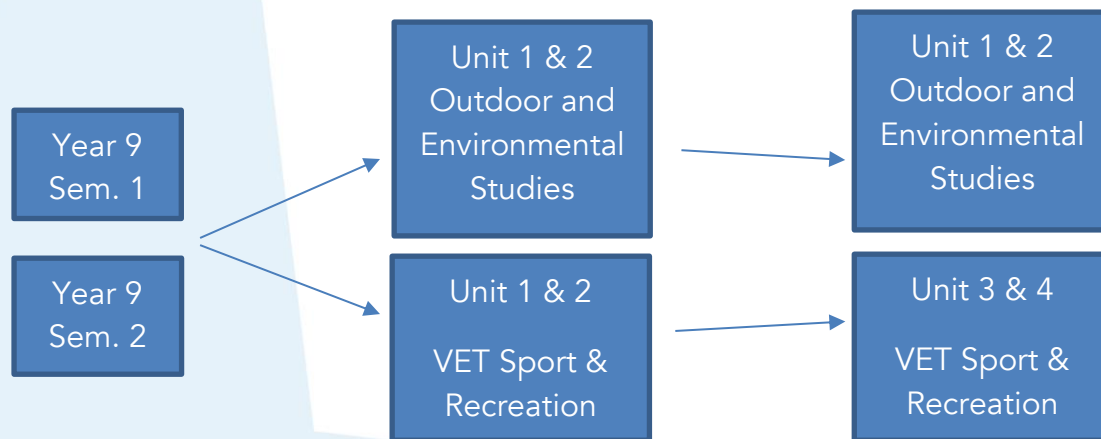 Year 9
Sem. 1
Year 9
Sem. 2
Unit 1 & 2
Outdoor and
Environmental
Studies
Unit 1 & 2
VET Sport &
Recreation
Unit 1 & 2
Outdoor and
Environmental
Studies
Unit 3 & 4
VET Sport &
Recreation